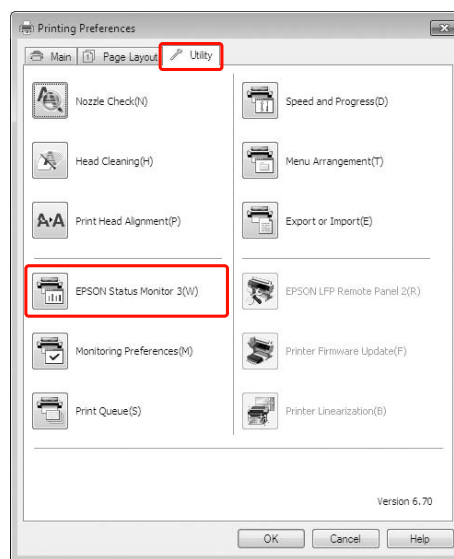 Printing Preferences
Main
Page Layout
Utility
Nozzle Check(N)
Speed and Progress(D)
Head Cleaning(H)
Menu Arrangement(T)
A▸A
Print Head Alignment(P)
Export or Import(E)
EPSON Status Monitor 3(W)
EPSON LFP Remote Panel 2(R)
Monitoring Preferences(M)
Printer Firmware Update(F)
Print Queue(S)
Printer Linearization(B)
Version 6.70
OK
Cancel
Help